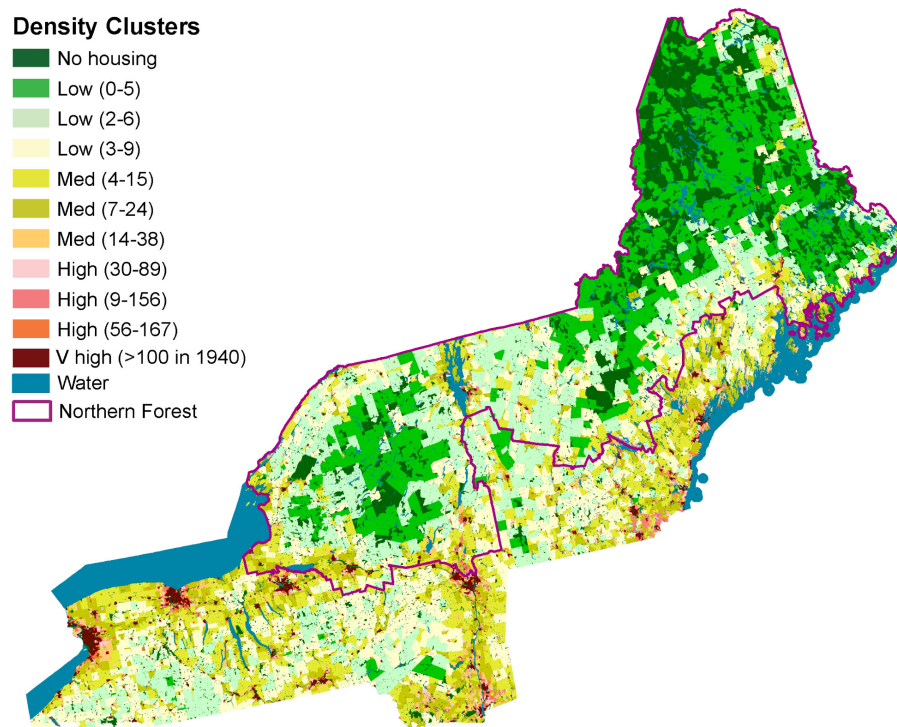 Density Clusters
No housing
Low (0-5)
Low (2-6)
Low (3-9)
Med (4-15)
Med (7-24)
Med (14-38)
High (30-89)
High (9-156)
High (56-167)
V high (>100 in 1940)
Water
Northern Forest